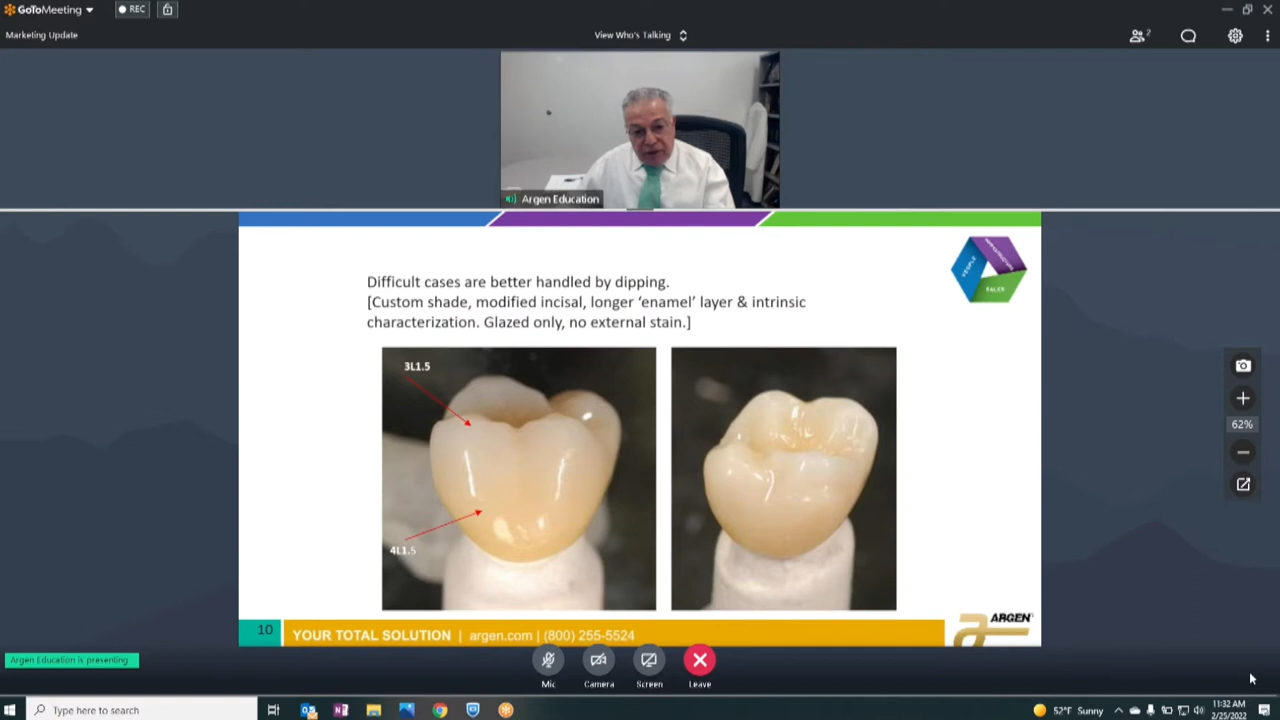 GoToMeeting
REC
Marketing Update
View Who's Talking
2
Argen Education
PEOPLE
SALES
Difficult cases are better handled by dipping.
[Custom shade, modified incisal, longer ‘enamel’ layer & intrinsic
characterization. Glazed only, no external stain.]
3L1.5
4L1.5
62%
10
YOUR TOTAL SOLUTION | argen.com | (800) 255-5524
ARGEN
Argen Education is presenting
Mic
Camera
Screen
Leave
Type here to search
52°F Sunny
11:32 AM
2/25/2022